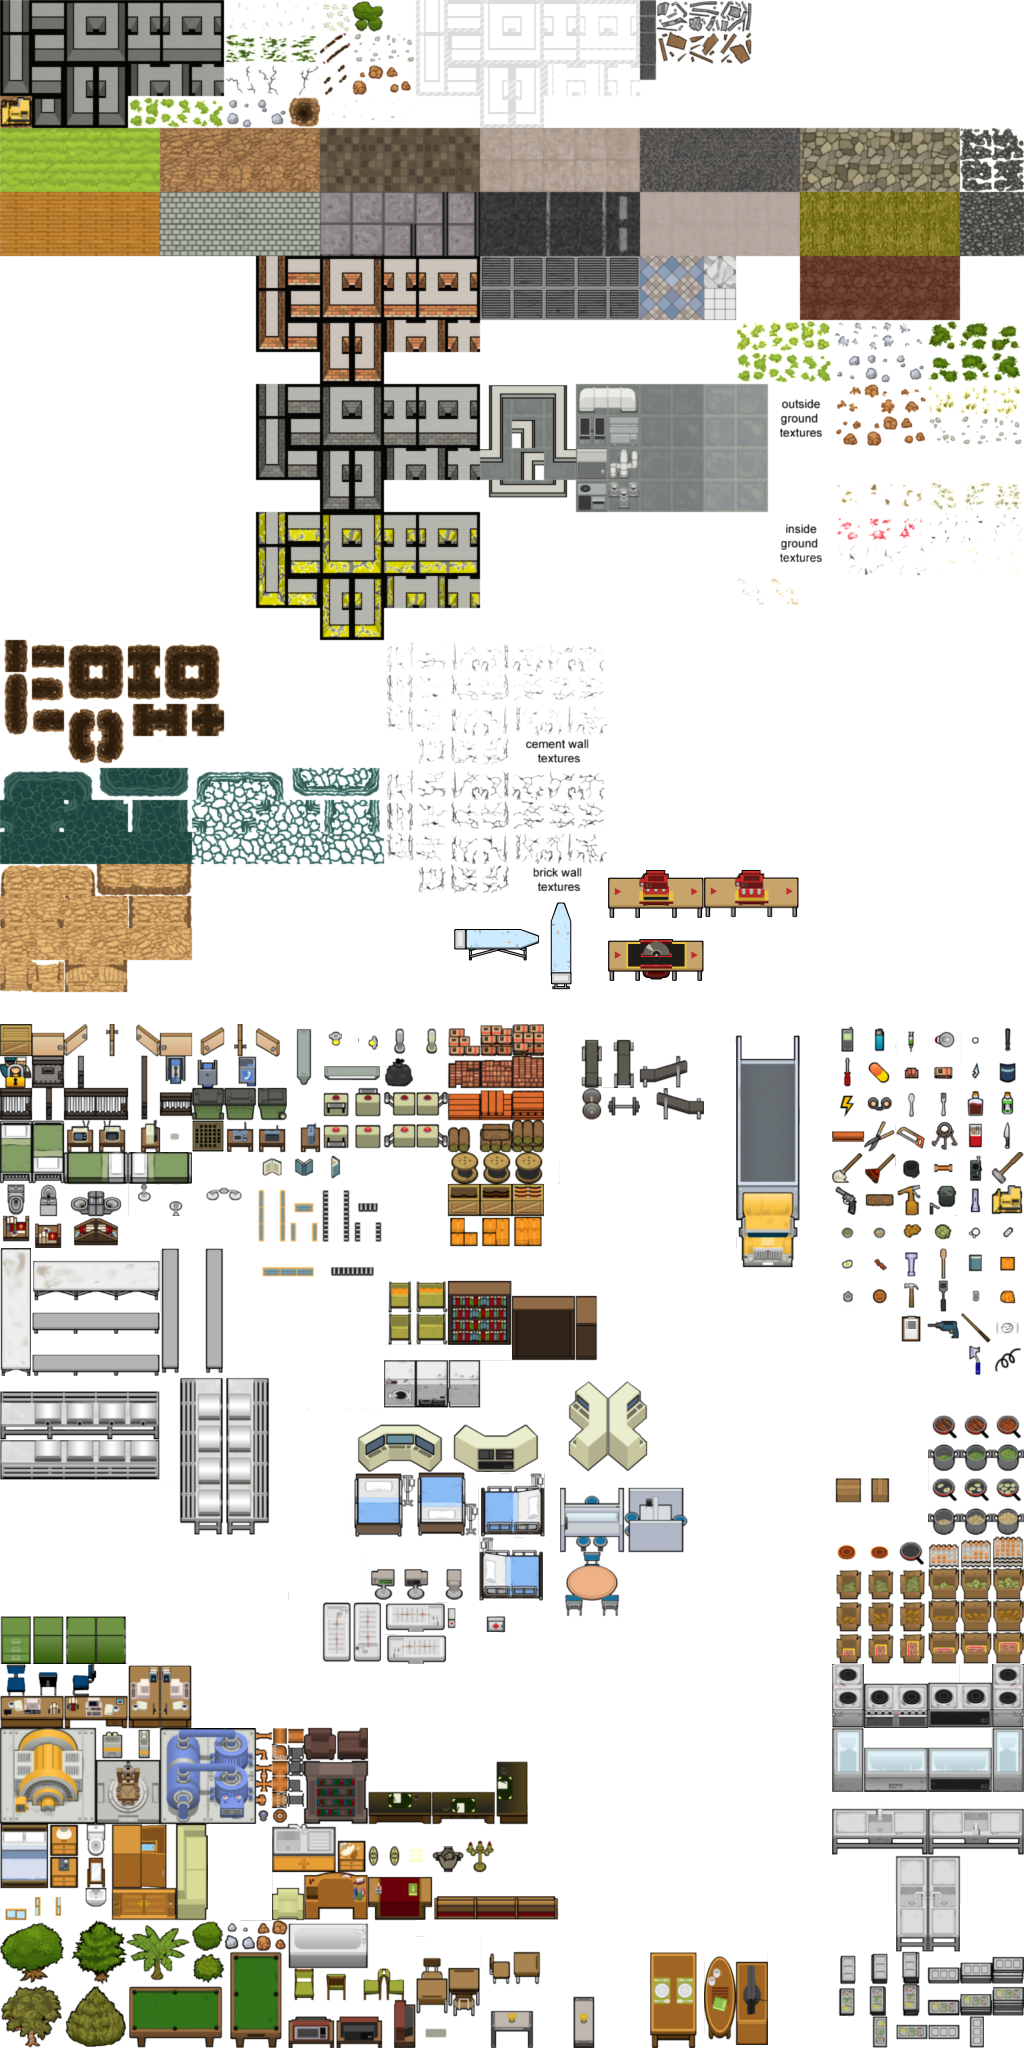 outside
ground
textures
inside
ground
textures
cement wall
textures
brick wall
textures